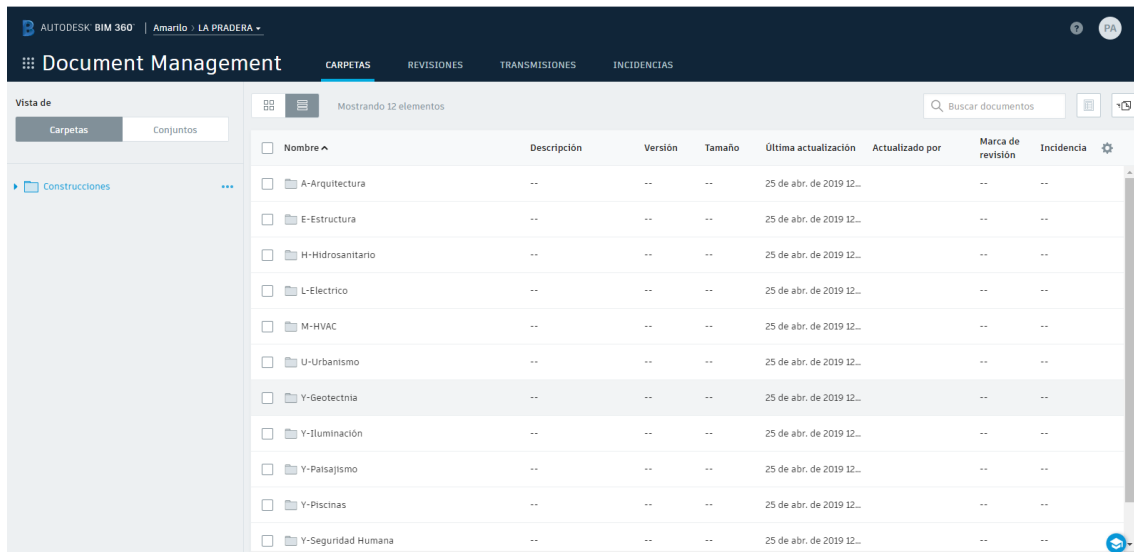 AUTODESK® BIM 360® | Amarilo > LA PRADERA
PA
Document Management CARPETAS REVISIONES TRANSMISIONES INCIDENCIAS
Vista de
Carpetas Conjuntos
Construcciones
Mostrando 12 elementos Buscar documentos
Nombre Descripción Versión Tamaño Última actualización Actualizado por Marca de revisión Incidencia
A-Arquitectura -- -- -- 25 de abr. de 2019 12... -- --
E-Estructura -- -- -- 25 de abr. de 2019 12... -- --
H-Hidrosanitario -- -- -- 25 de abr. de 2019 12... -- --
L-Electrico -- -- -- 25 de abr. de 2019 12... -- --
M-HVAC -- -- -- 25 de abr. de 2019 12... -- --
U-Urbanismo -- -- -- 25 de abr. de 2019 12... -- --
Y-Geotectnia -- -- -- 25 de abr. de 2019 12... -- --
Y-Iluminación -- -- -- 25 de abr. de 2019 12... -- --
Y-Paisajismo -- -- -- 25 de abr. de 2019 12... -- --
Y-Piscinas -- -- -- 25 de abr. de 2019 12... -- --
Y-Seguridad Humana -- -- -- 25 de abr. de 2019 12... -- --